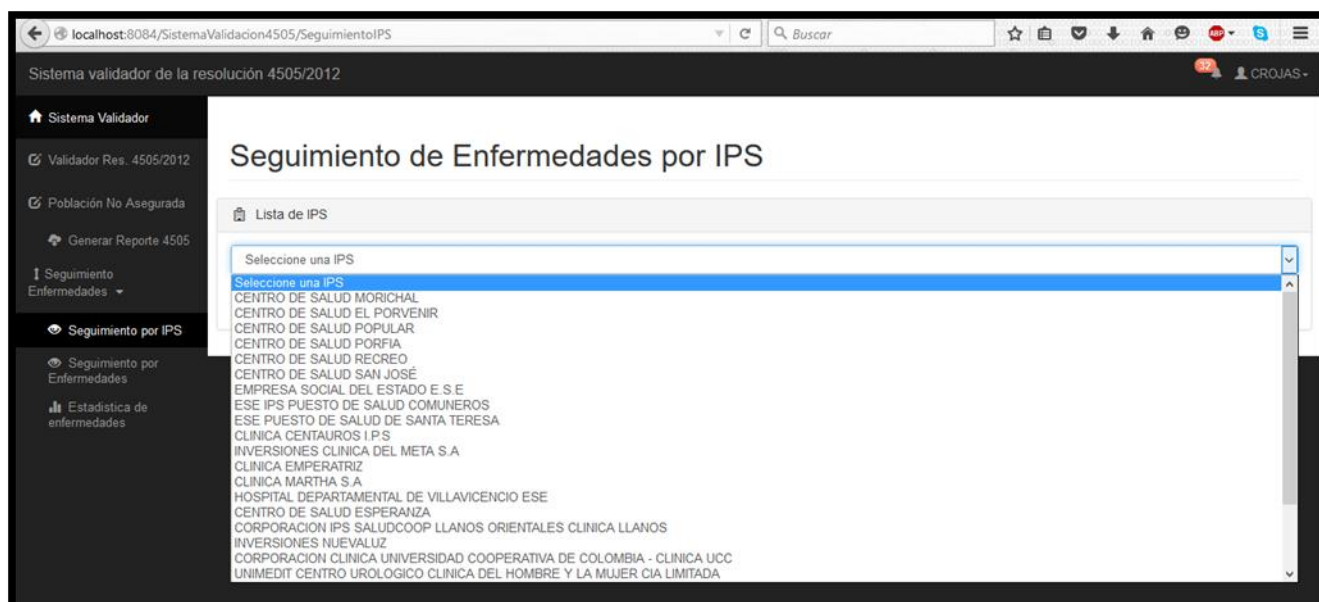 localhost:8084/SistemaValidacion4505/SeguimientoIPS
Buscar
ABP
Sistema validador de la resolución 4505/2012
32
CROJAS
Sistema Validador
Validador Res. 4505/2012
Población No Asegurada
Generar Reporte 4505
Seguimiento
Enfermedades
Seguimiento por IPS
Seguimiento por
Enfermedades
Estadistica de
enfermedades
Seguimiento de Enfermedades por IPS
Lista de IPS
Seleccione una IPS
Seleccione una IPS
CENTRO DE SALUD MORICHAL
CENTRO DE SALUD EL PORVENIR
CENTRO DE SALUD POPULAR
CENTRO DE SALUD PORFIA
CENTRO DE SALUD RECREO
CENTRO DE SALUD SAN JOSÉ
EMPRESA SOCIAL DEL ESTADO E.S.E
ESE IPS PUESTO DE SALUD COMUNEROS
ESE PUESTO DE SALUD DE SANTA TERESA
CLINICA CENTAUROS I.P.S
INVERSIONES CLINICA DEL META S.A
CLINICA EMPERATRIZ
CLINICA MARTHA S.A
HOSPITAL DEPARTAMENTAL DE VILLAVICENCIO ESE
CENTRO DE SALUD ESPERANZA
CORPORACION IPS SALUDCOOP LLANOS ORIENTALES CLINICA LLANOS
INVERSIONES NUEVALUZ
CORPORACION CLINICA UNIVERSIDAD COOPERATIVA DE COLOMBIA - CLINICA UCC
UNIMEDIT CENTRO UROLOGICO CLINICA DEL HOMBRE Y LA MUJER CIA LIMITADA